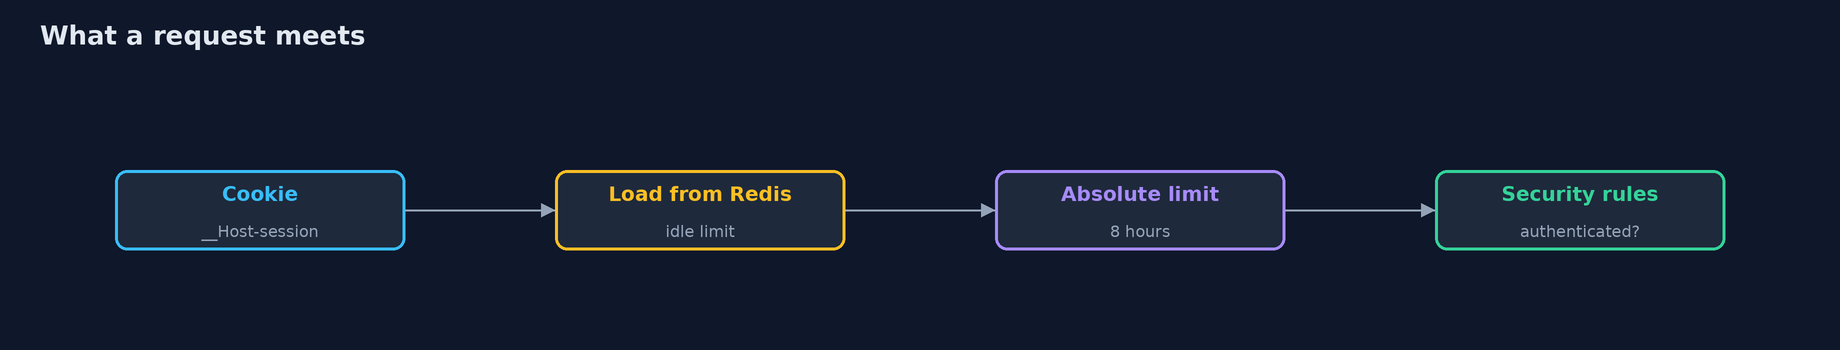 What a request meets
Cookie
__Host-session
Load from Redis
idle limit
Absolute limit
8 hours
Security rules
authenticated?